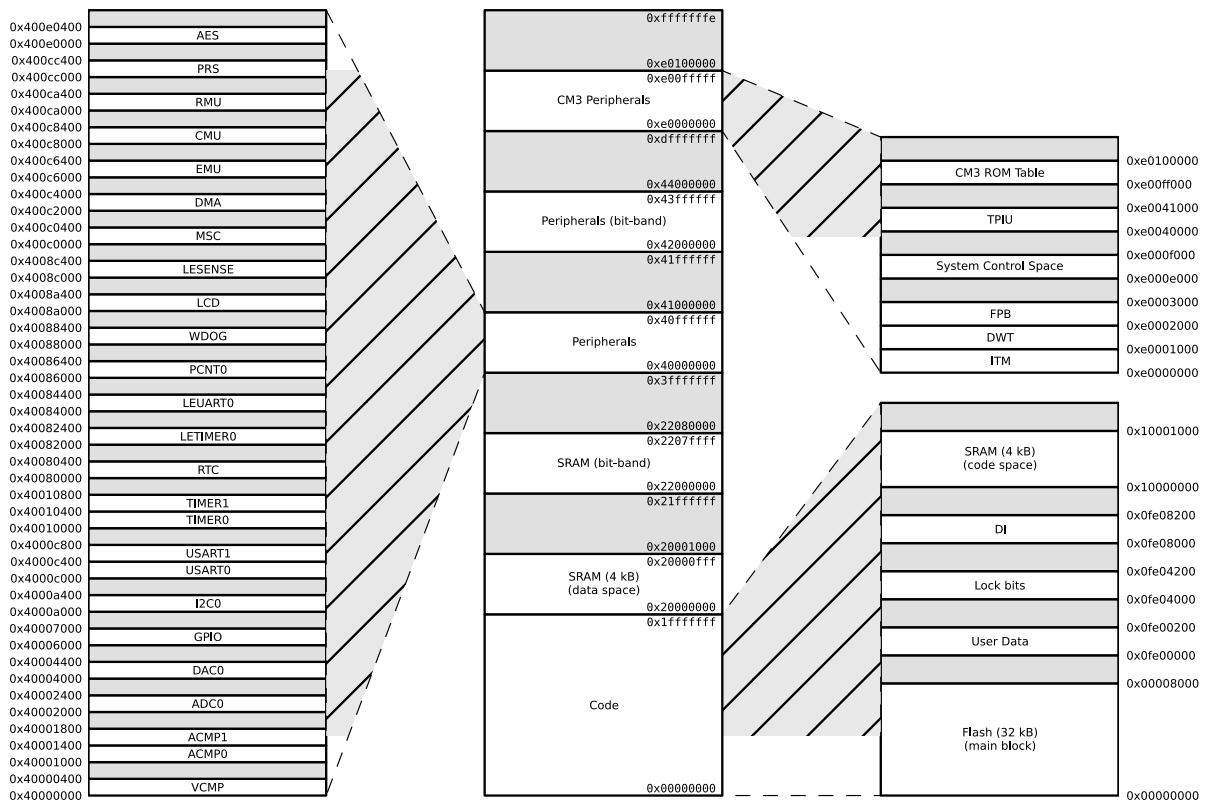 0x400e0400
AES
0x400e0000
0x400cc400
PRS
0x400cc000
0x400ca400
RMU
0x400ca000
0x400c8400
CMU
0x400c8000
0x400c6400
EMU
0x400c6000
0x400c4000
DMA
0x400c2000
0x400c0400
MSC
0x400c0000
0x4008c400
LESENSE
0x4008c000
0x4008a400
LCD
0x4008a000
0x40088400
WDOG
0x40088000
0x40086400
PCNT0
0x40086000
0x40084400
LEUART0
0x40084000
0x40082400
LETIMER0
0x40082000
0x40080400
RTC
0x40080000
0x40010800
TIMER1
0x40010400
TIMER0
0x40010000
0x4000c800
USART1
0x4000c400
USART0
0x4000c000
0x4000a400
I2C0
0x4000a000
0x40007000
GPIO
0x40006000
0x40004400
DAC0
0x40004000
0x40002400
ADC0
0x40002000
0x40001800
ACMP1
0x40001400
ACMP0
0x40001000
0x40000400
VCMP
0x40000000
0xfffffffe
0xe0100000
0xe00fffff
CM3 Peripherals
0xe0000000
0xdfffffff
0x44000000
0x43ffffff
Peripherals (bit-band)
0x42000000
0x41ffffff
0x41000000
0x40ffffff
Peripherals
0x40000000
0x3fffffff
0x22080000
0x2207ffff
SRAM (bit-band)
0x22000000
0x21ffffff
0x20001000
0x20000fff
SRAM (4 kB)
(data space)
0x20000000
0x1fffffff
Code
0x00000000
0xe0100000
CM3 ROM Table
0xe00ff000
0xe0041000
TPIU
0xe0040000
0xe000f000
System Control Space
0xe000e000
0xe0003000
FPB
0xe0002000
DWT
0xe0001000
ITM
0xe0000000
0x10001000
SRAM (4 kB)
(code space)
0x10000000
0x0fe08200
DI
0x0fe08000
0x0fe04200
Lock bits
0x0fe04000
0x0fe00200
User Data
0x0fe00000
0x00008000
Flash (32 kB)
(main block)
0x00000000